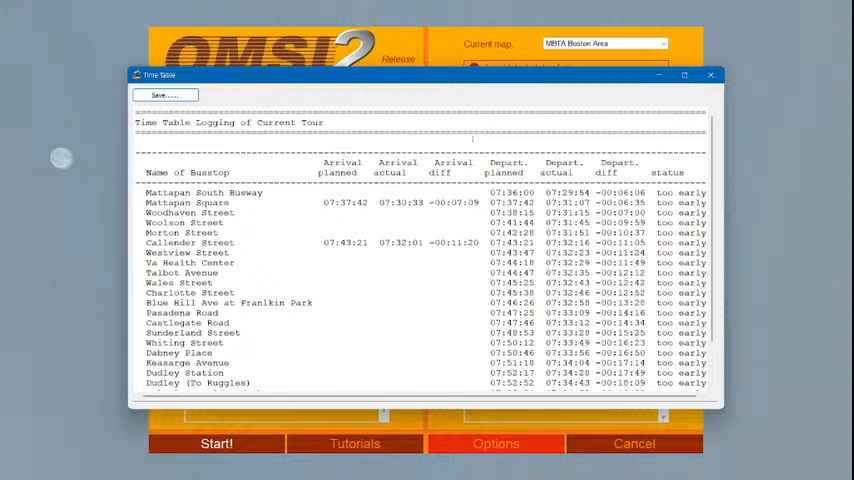 OMSI 2
Release
Current map,
MBTA Boston Area
Time Table
Save......
Time Table Logging of Current Tour
Arrival Arrival Arrival Depart. Depart. Depart.
Name of Busstop planned actual diff planned actual diff status
Mattapan South Busway 07:36:00 07:29:54 -00:06:06 too early
Mattapan Square 07:37:42 07:30:33 -00:07:09 07:37:42 07:31:07 -00:06:35 too early
Woodhaven Street 07:38:15 07:31:15 -00:07:00 too early
Woolson Street 07:41:44 07:31:45 -00:09:59 too early
Morton Street 07:42:28 07:31:51 -00:10:37 too early
Callender Street 07:43:21 07:32:01 -00:11:20 07:43:21 07:32:16 -00:11:05 too early
Westview Street 07:43:47 07:32:23 -00:11:24 too early
Va Health Center 07:44:18 07:32:29 -00:11:49 too early
Talbot Avenue 07:44:47 07:32:35 -00:12:12 too early
Wales Street 07:45:25 07:32:43 -00:12:42 too early
Charlotte Street 07:45:38 07:32:46 -00:12:52 too early
Blue Hill Ave at Franlkin Park 07:46:26 07:32:58 -00:13:28 too early
Pasadena Road 07:47:25 07:33:09 -00:14:16 too early
Castlegate Road 07:47:46 07:33:12 -00:14:34 too early
Sunderland Street 07:48:53 07:33:28 -00:15:25 too early
Whiting Street 07:50:12 07:33:49 -00:16:23 too early
Dabney Place 07:50:46 07:33:56 -00:16:50 too early
Keasarge Avenue 07:51:18 07:34:04 -00:17:14 too early
Dudley Station 07:52:17 07:34:28 -00:17:49 too early
Dudley (To Ruggles) 07:52:52 07:34:43 -00:18:09 too early
Start! Tutorials Options Cancel